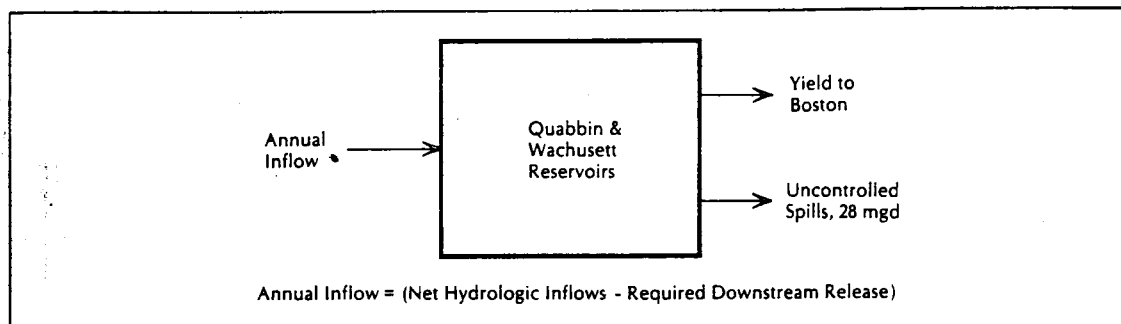 Annual
Inflow
Quabbin &
Wachusett
Reservoirs
Yield to
Boston
Uncontrolled
Spills, 28 mgd
Annual Inflow = (Net Hydrologic Inflows - Required Downstream Release)